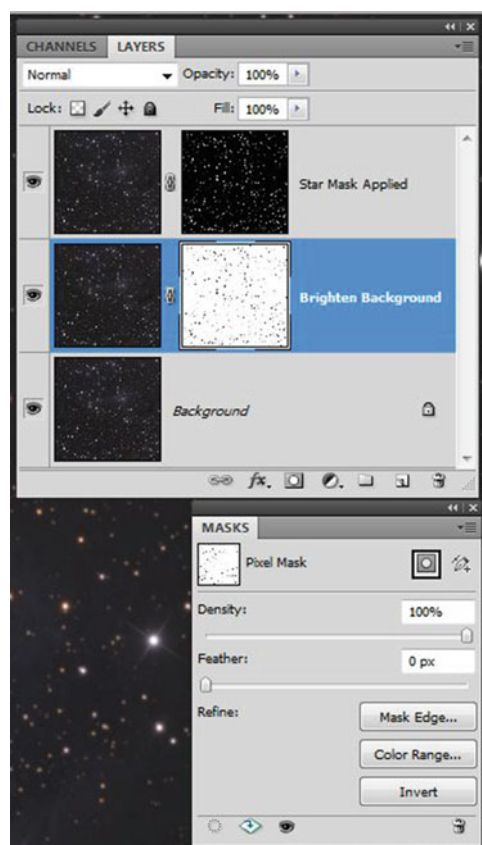 CHANNELS LAYERS
Normal Opacity: 100%
Lock: Fill: 100%
Star Mask Applied
Brighten Background
Background
fx.
MASKS
Pixel Mask
Density: 100%
Feather: 0 px
Refine: Mask Edge...
Color Range...
Invert